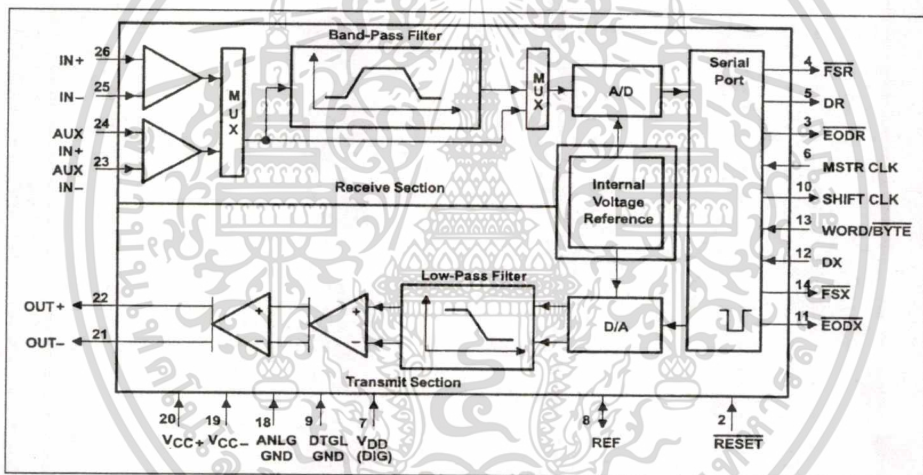 Band-Pass Filter
IN+ 26
IN– 25
AUX IN+ 24
AUX IN– 23
MUX
MUX
A/D
Serial Port
4 FSR
5 DR
3 EODR
6 MSTR CLK
10 SHIFT CLK
13 WORD/BYTE
12 DX
14 FSX
11 EODX
Receive Section
Internal
Voltage
Reference
Low-Pass Filter
OUT+ 22
OUT– 21
D/A
+
–
+
–
Transmit Section
20 VCC+
19 VCC–
18 ANLG GND
9 DTGL GND
7 VDD (DIG)
8 REF
2 RESET